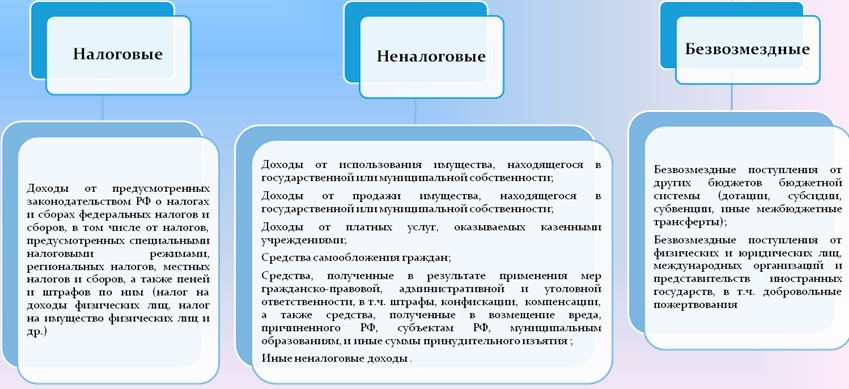 Налоговые
Доходы от предусмотренных
законодательством РФ о налогах
и сборах федеральных налогов и
сборов, в том числе от налогов,
предусмотренных специальными
налоговыми режимами,
региональных налогов, местных
налогов и сборов, а также пеней
и штрафов по ним (налог на
доходы физических лиц, налог
на имущество физических лиц и
др.)
Неналоговые
Доходы от использования имущества, находящегося в
государственной или муниципальной собственности;
Доходы от продажи имущества, находящегося в
государственной или муниципальной собственности;
Доходы от платных услуг, оказываемых казенными
учреждениями;
Средства самообложения граждан;
Средства, полученные в результате применения мер
гражданско-правовой, административной и уголовной
ответственности, в т.ч. штрафы, конфискации, компенсации,
а также средства, полученные в возмещение вреда,
причиненного РФ, субъектам РФ, муниципальным
образованиям, и иные суммы принудительного изъятия ;
Иные неналоговые доходы .
Безвозмездные
Безвозмездные поступления от
других бюджетов бюджетной
системы (дотации, субсидии,
субвенции, иные межбюджетные
трансферты);
Безвозмездные поступления от
физических и юридических лиц,
международных организаций и
представительств иностранных
государств, в т.ч. добровольные
пожертвования